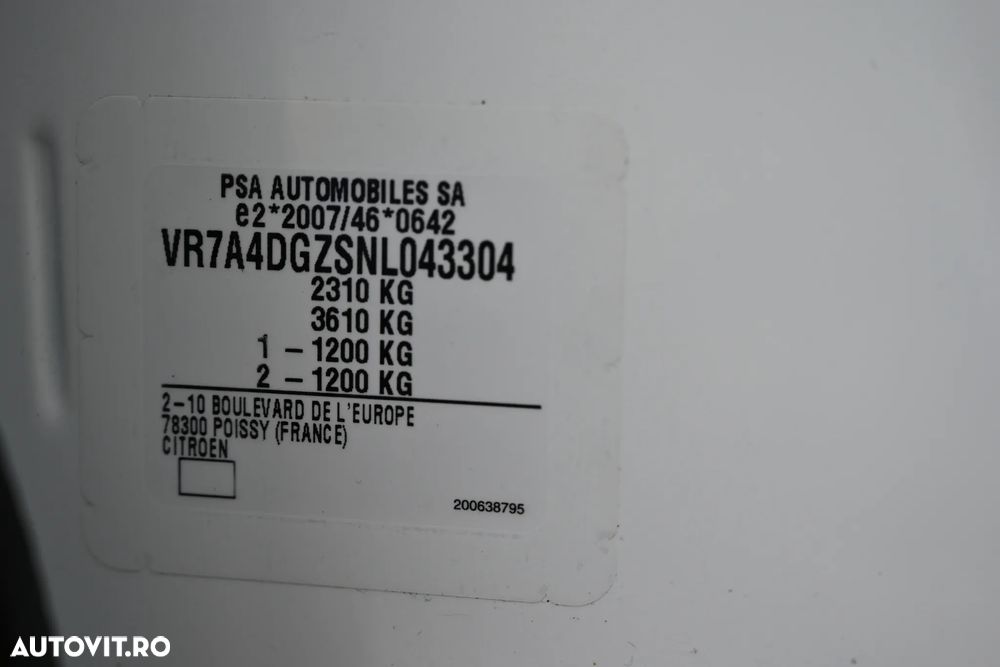 PSA AUTOMOBILES SA
e2*2007/46*0642
VR7A4DGZSNL043304
2310 KG
3610 KG
1 – 1200 KG
2 – 1200 KG
2–10 BOULEVARD DE L'EUROPE
78300 POISSY (FRANCE)
CITROEN
200638795
AUTOVIT.RO